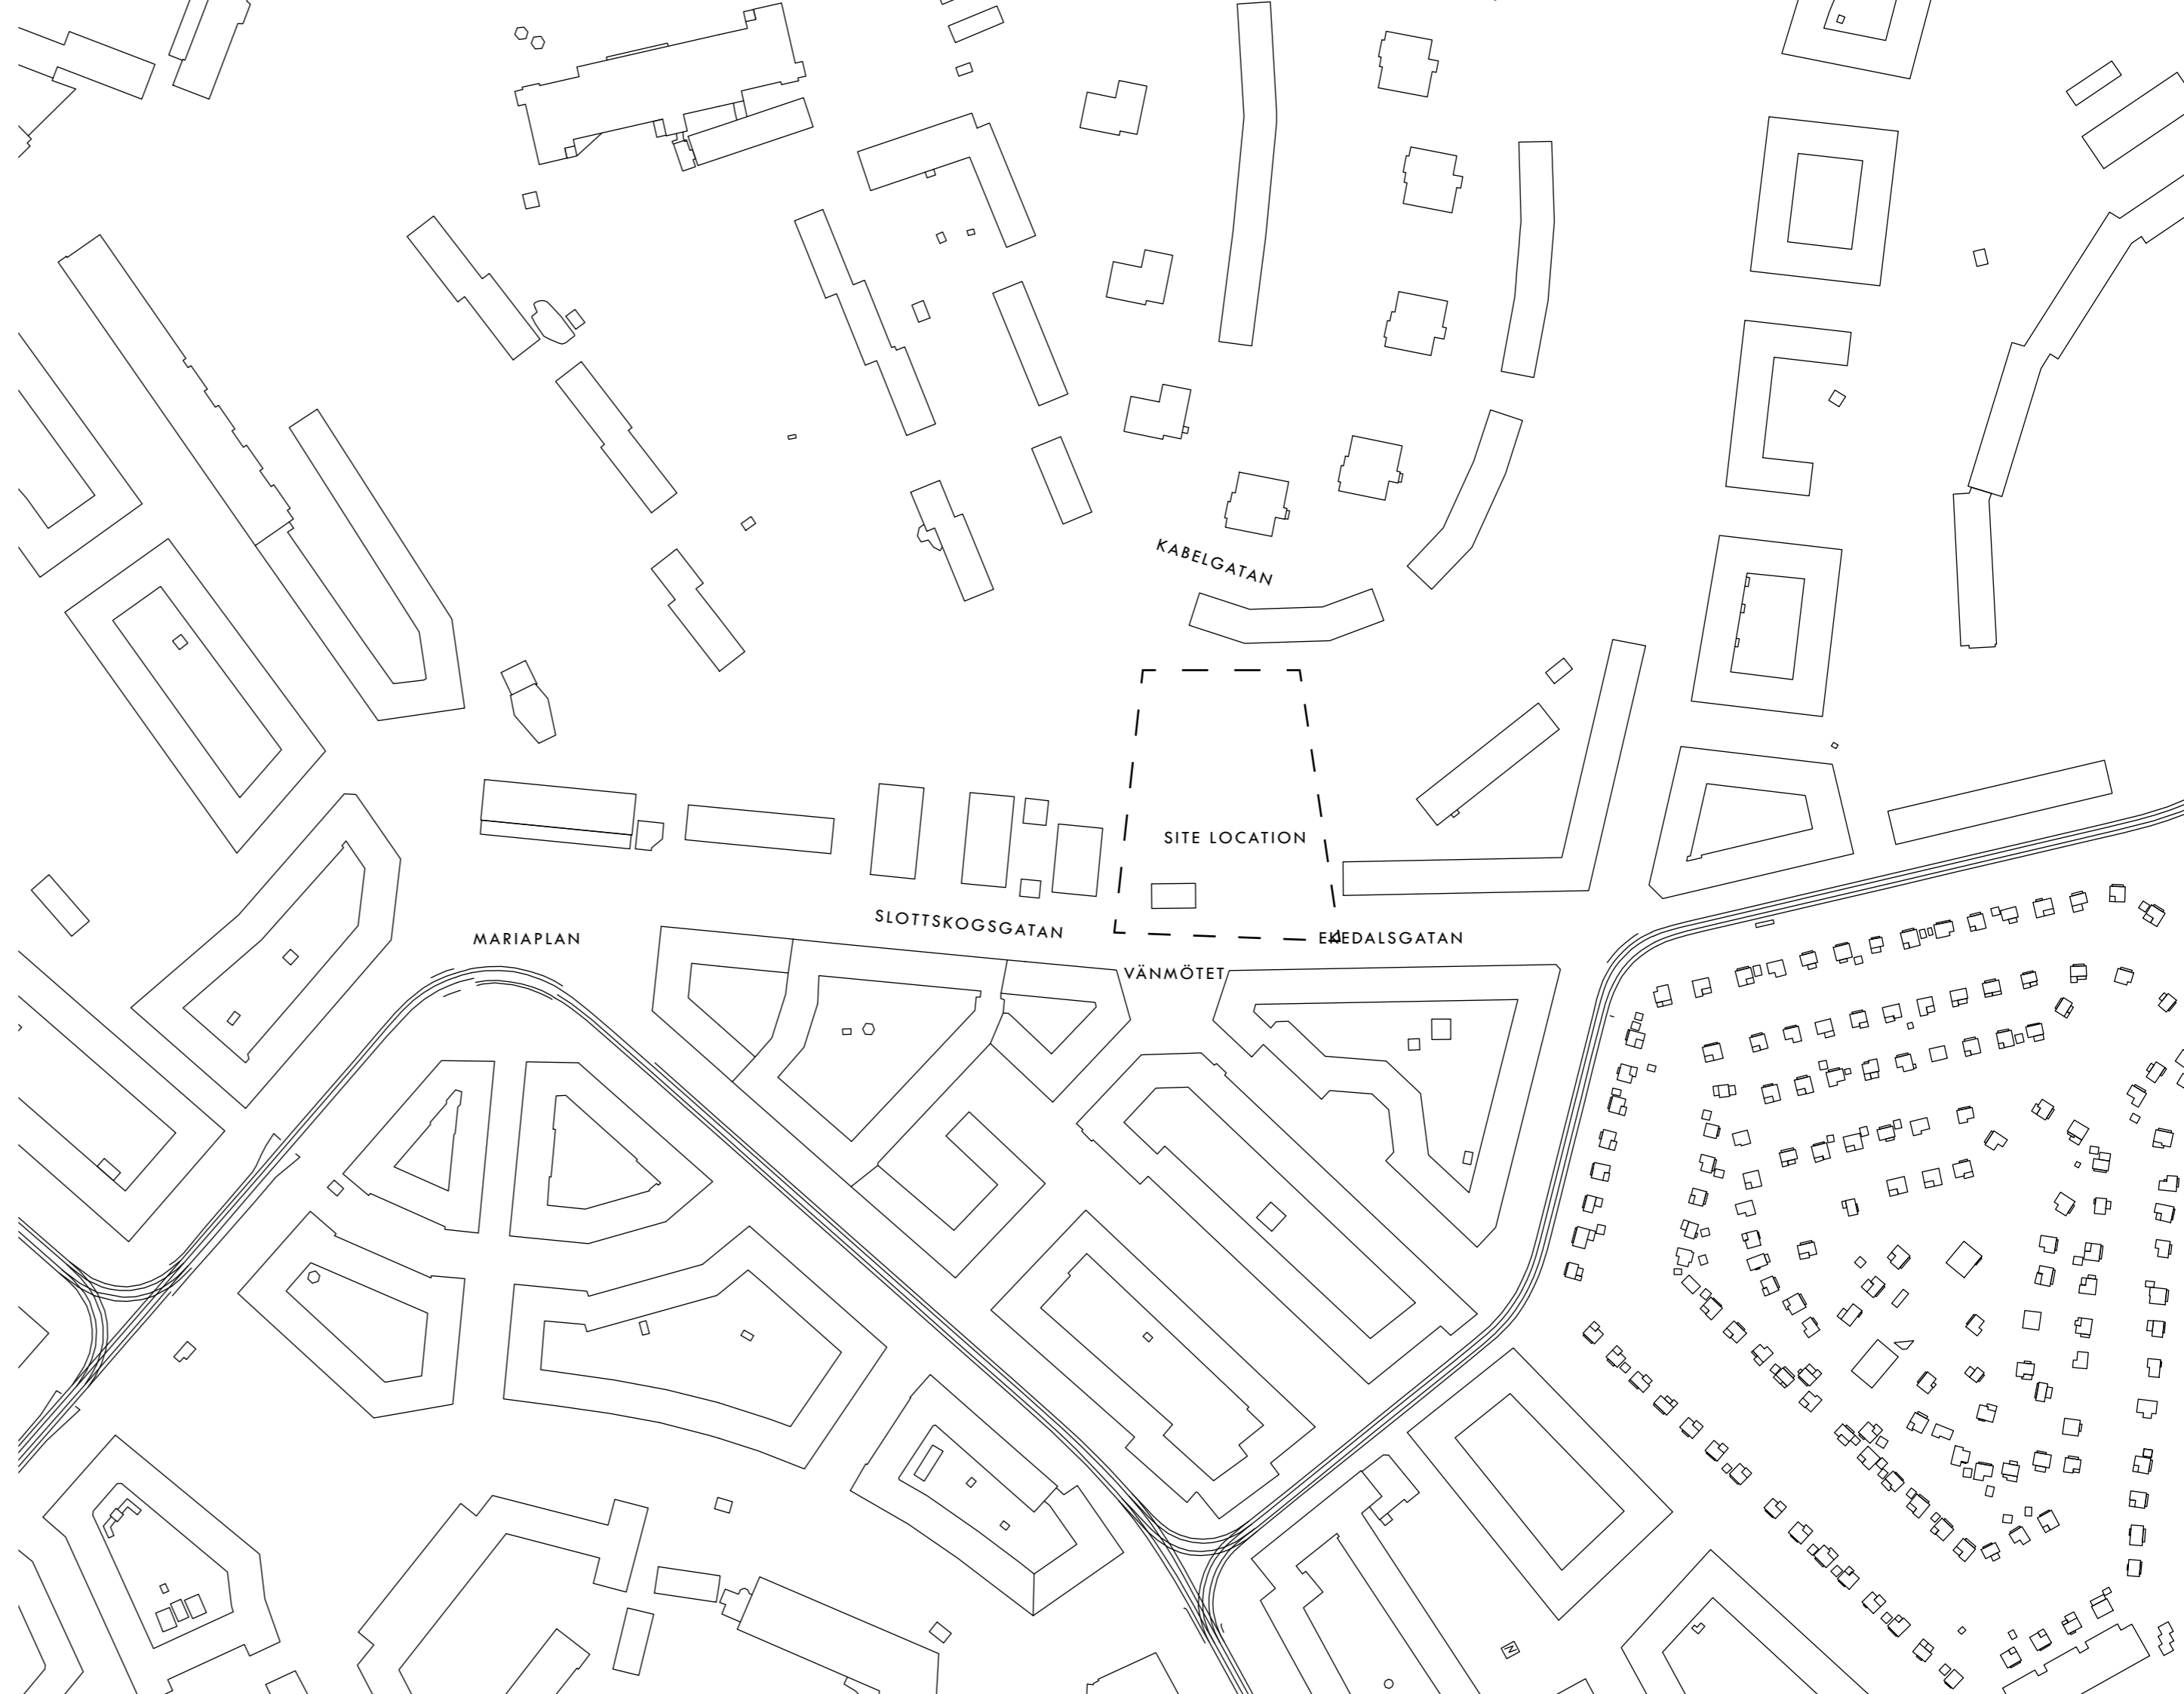 KABELGATAN
SITE LOCATION
SLOTTSKOGSGATAN
MARIAPLAN
EKEDALSGATAN
VÄNMÖTET